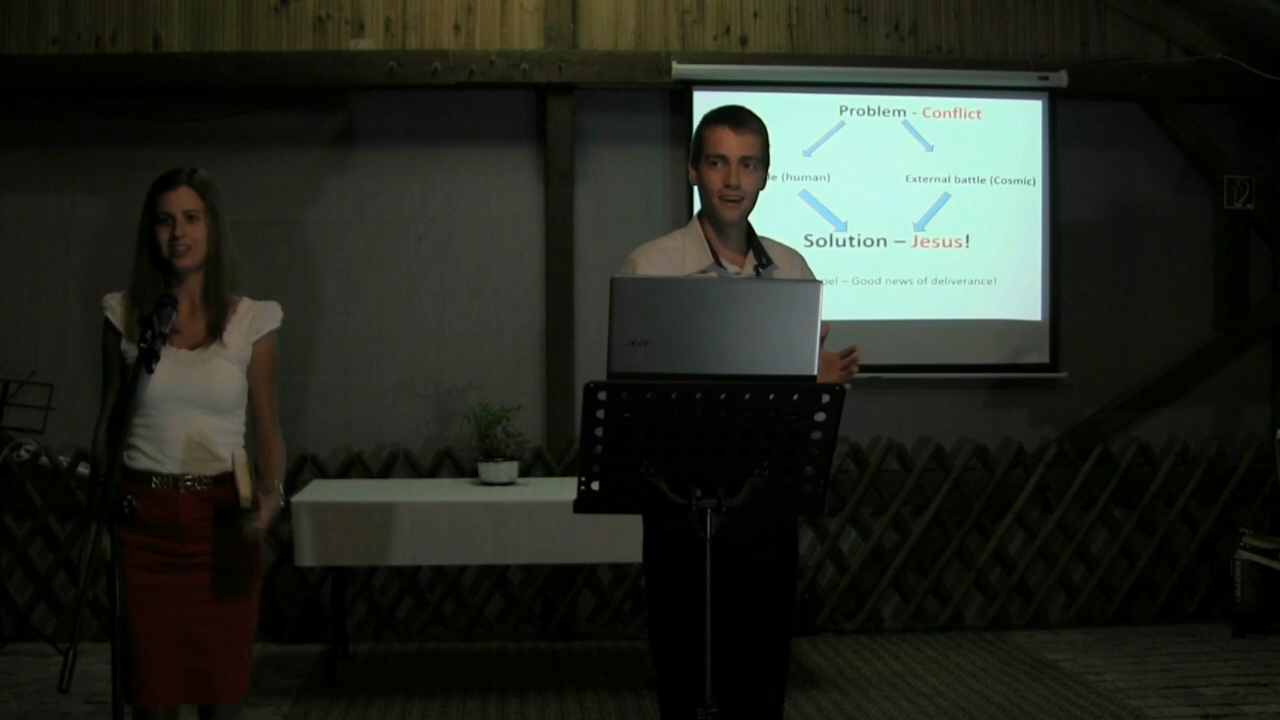 Problem - Conflict
(human)
External battle (Cosmic)
Solution – Jesus!
– Good news of deliverance!